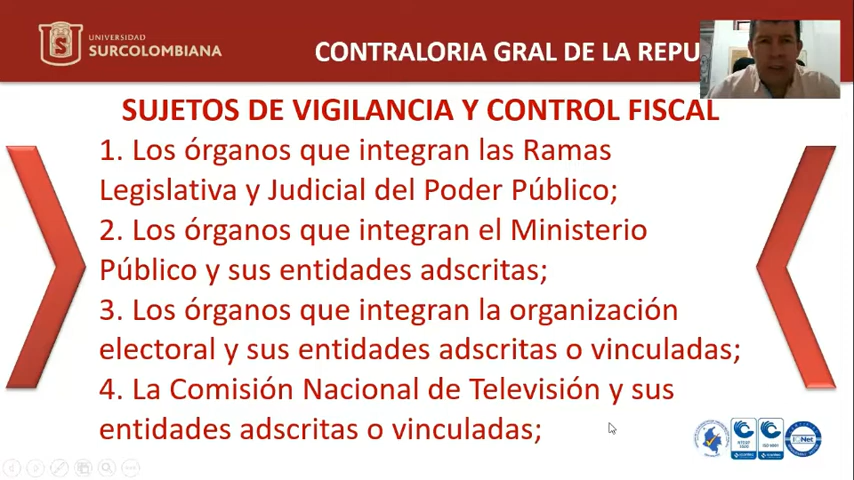 UNIVERSIDAD
SURCOLOMBIANA
CONTRALORIA GRAL DE LA REPU
SUJETOS DE VIGILANCIA Y CONTROL FISCAL
1. Los órganos que integran las Ramas
Legislativa y Judicial del Poder Público;
2. Los órganos que integran el Ministerio
Público y sus entidades adscritas;
3. Los órganos que integran la organización
electoral y sus entidades adscritas o vinculadas;
4. La Comisión Nacional de Televisión y sus
entidades adscritas o vinculadas;